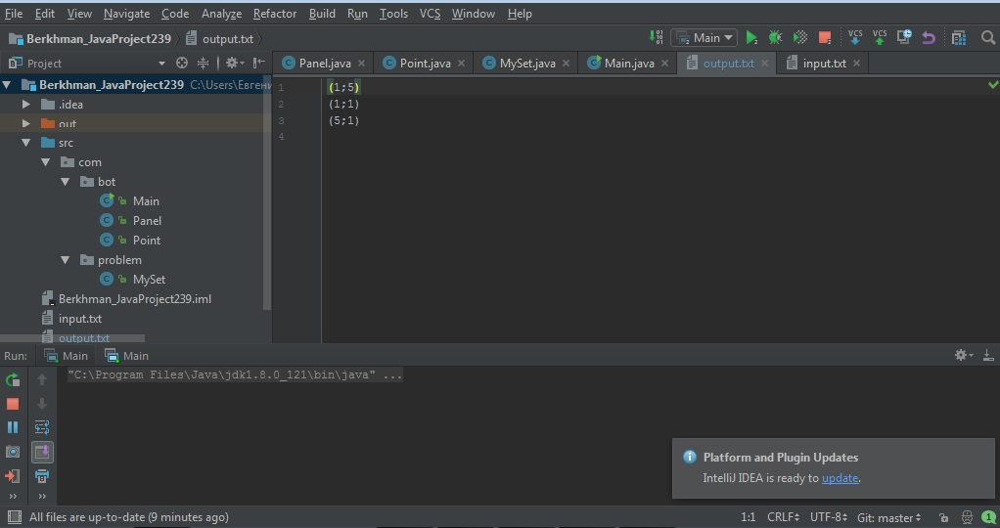 File Edit View Navigate Code Analyze Refactor Build Run Tools VCS Window Help
Berkhman_JavaProject239 output.txt Main VCS VCS
Project Panel.java Point.java MySet.java Main.java output.txt input.txt
Berkhman_JavaProject239 C:\Users\Евгени
.idea
out
src
com
bot
Main
Panel
Point
problem
MySet
Berkhman_JavaProject239.iml
input.txt
output.txt
1 (1;5)
2 (1;1)
3 (5;1)
4
Run: Main Main
"C:\Program Files\Java\jdk1.8.0_121\bin\java" ...
Platform and Plugin Updates
IntelliJ IDEA is ready to update.
All files are up-to-date (9 minutes ago) 1:1 CRLF UTF-8 Git: master 1